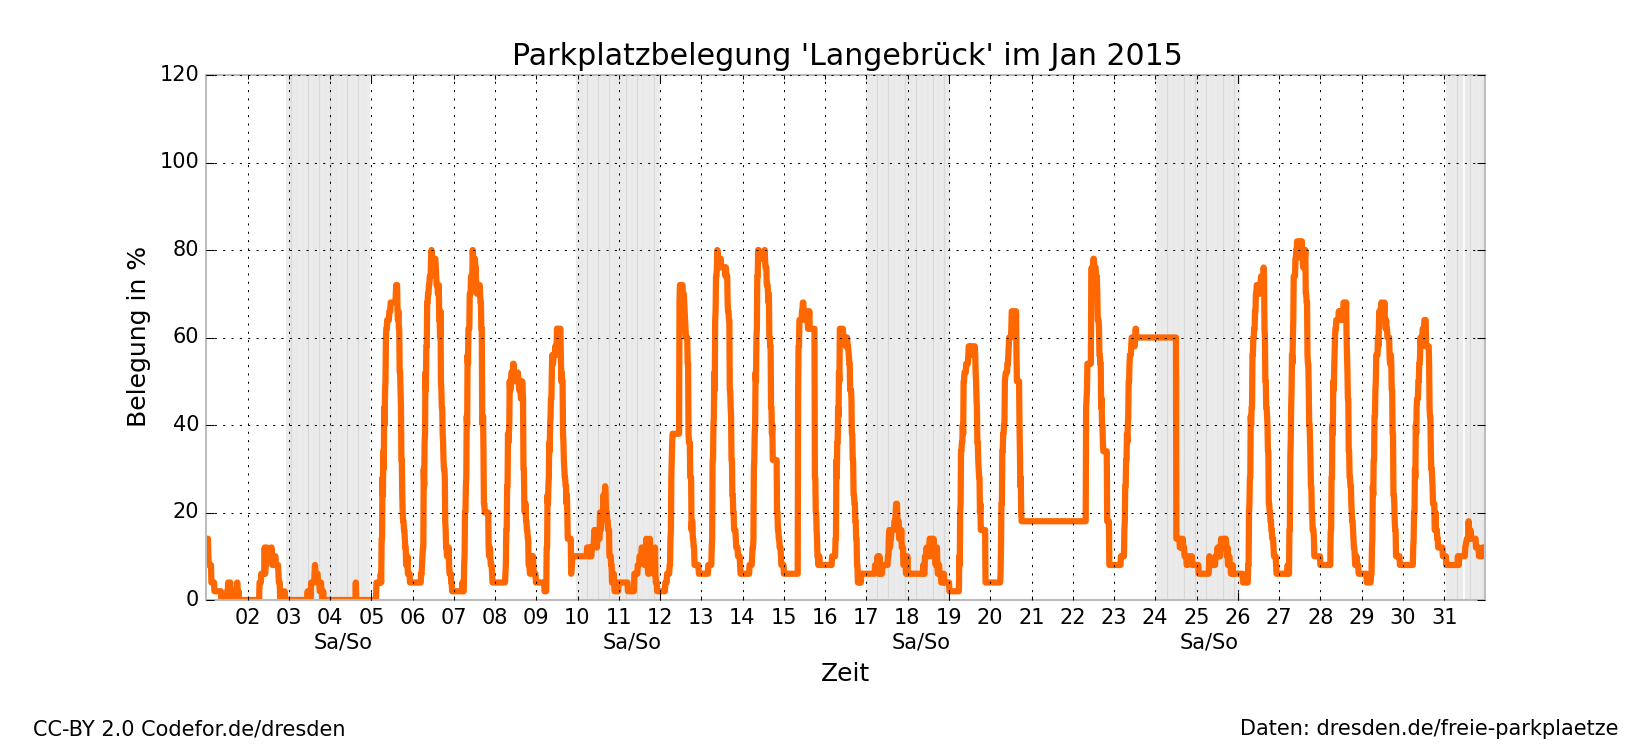 Parkplatzbelegung 'Langebrück' im Jan 2015
120
100
80
60
40
20
0
Belegung in %
02 03 04 05 06 07 08 09 10 11 12 13 14 15 16 17 18 19 20 21 22 23 24 25 26 27 28 29 30 31
Sa/So Sa/So Sa/So Sa/So
Zeit
CC-BY 2.0 Codefor.de/dresden
Daten: dresden.de/freie-parkplaetze